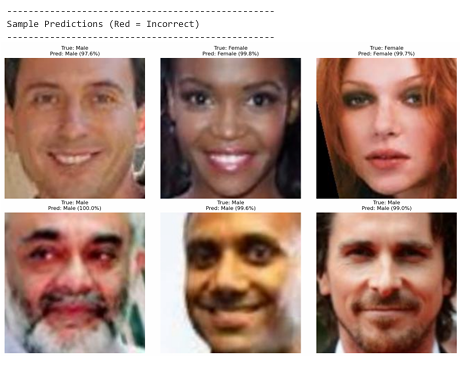 --------------------------------------------
Sample Predictions (Red = Incorrect)
--------------------------------------------
True: Male
Pred: Male (97.6%)
True: Female
Pred: Female (99.8%)
True: Female
Pred: Female (99.7%)
True: Male
Pred: Male (100.0%)
True: Male
Pred: Male (99.6%)
True: Male
Pred: Male (99.0%)